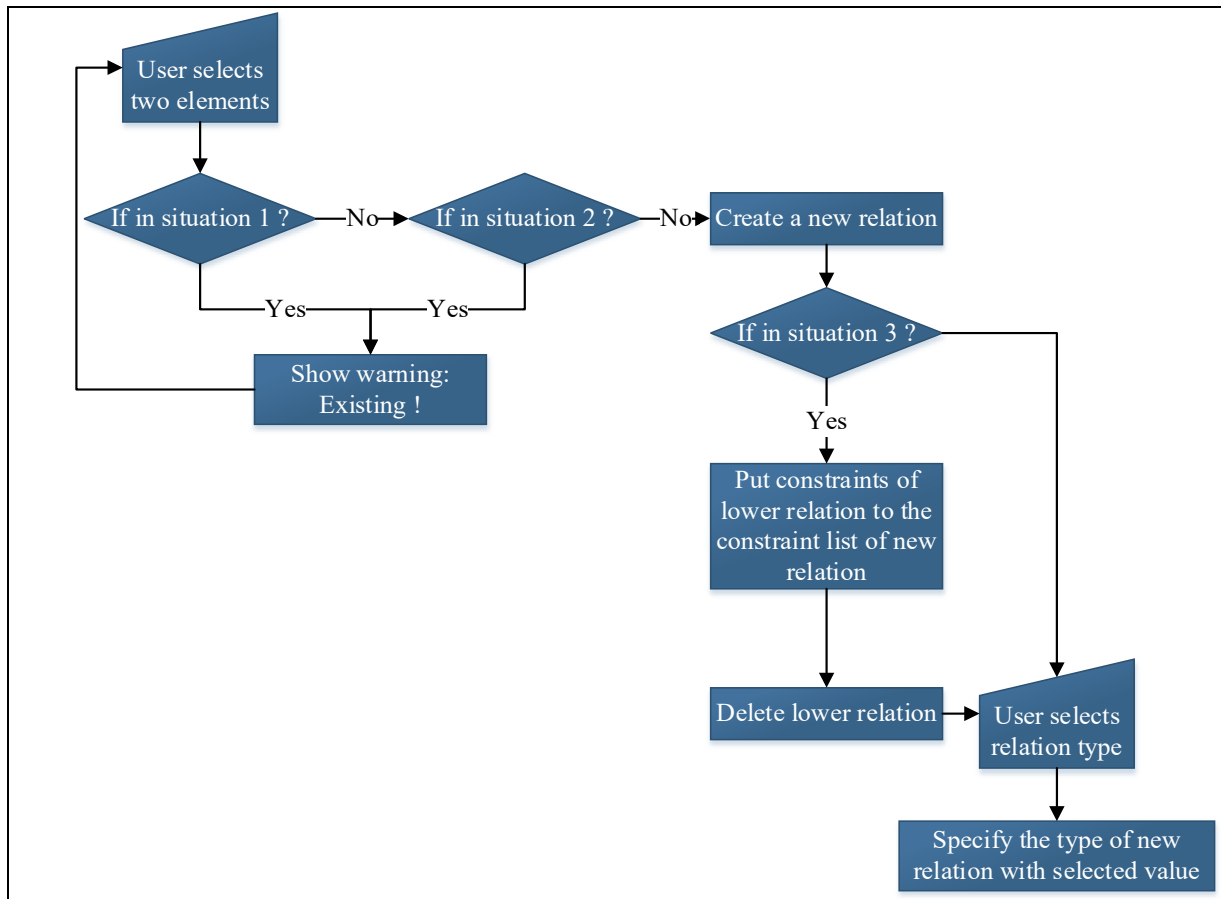 User selects
two elements
If in situation 1 ?
No
If in situation 2 ?
No
Create a new relation
Yes
Yes
If in situation 3 ?
Show warning:
Existing !
Yes
Put constraints of
lower relation to the
constraint list of new
relation
Delete lower relation
User selects
relation type
Specify the type of new
relation with selected value